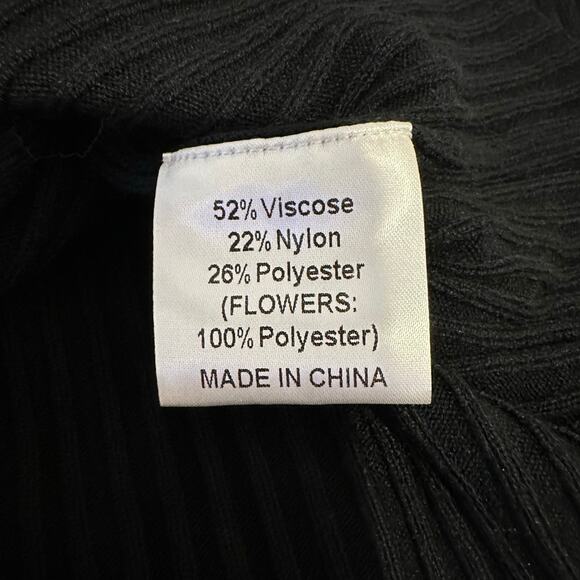 52% Viscose
22% Nylon
26% Polyester
(FLOWERS:
100% Polyester)
MADE IN CHINA